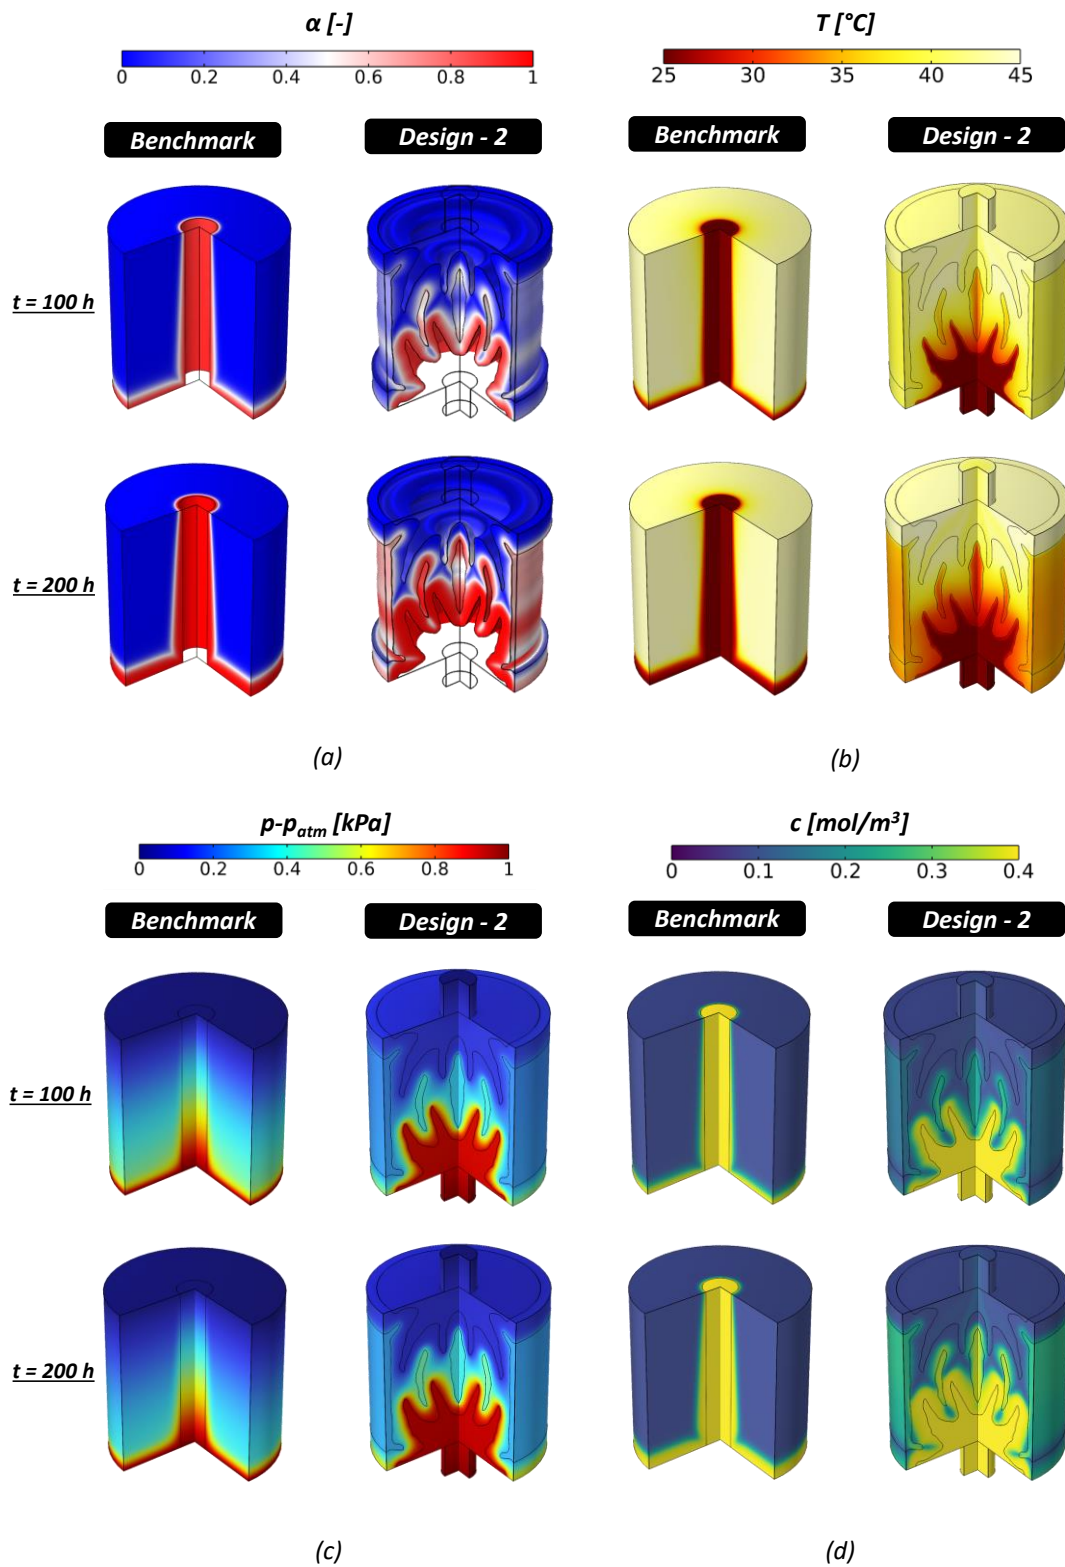 α [-]
0 0.2 0.4 0.6 0.8 1
T [°C]
25 30 35 40 45
Benchmark Design - 2 Benchmark Design - 2
t = 100 h
t = 200 h
(a) (b)
p-patm [kPa]
0 0.2 0.4 0.6 0.8 1
c [mol/m³]
0 0.1 0.2 0.3 0.4
Benchmark Design - 2 Benchmark Design - 2
t = 100 h
t = 200 h
(c) (d)